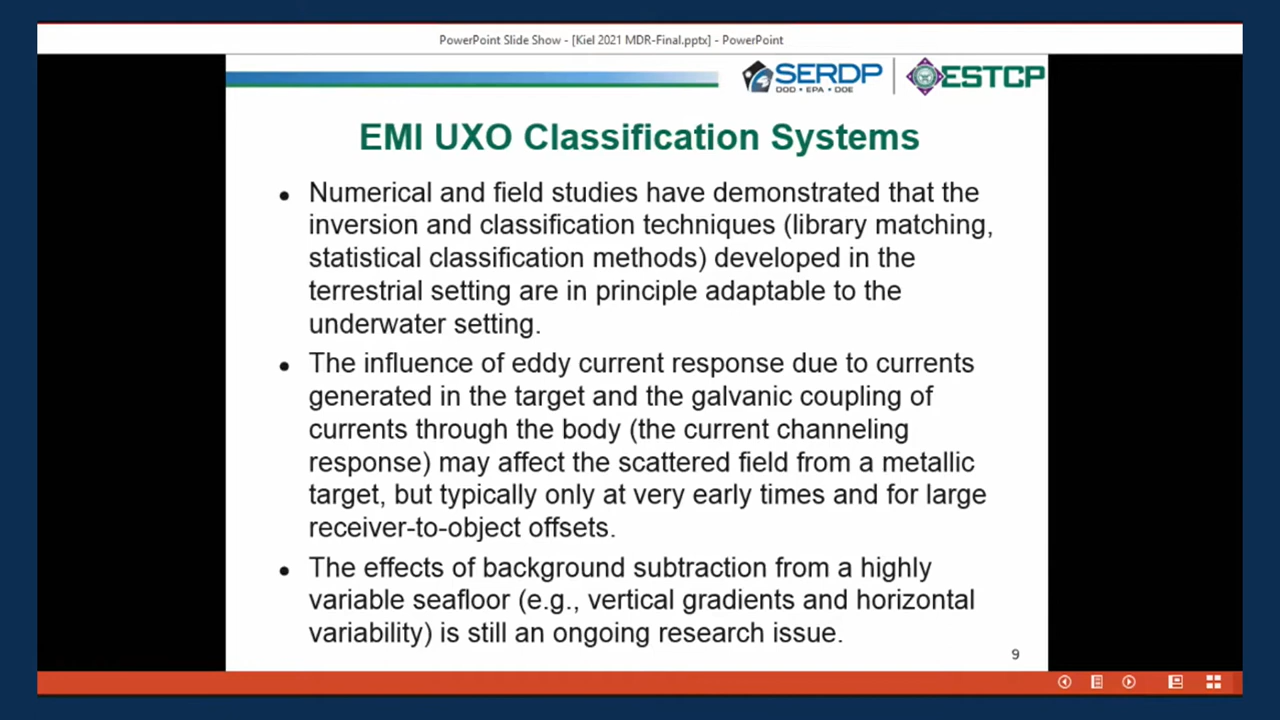 PowerPoint Slide Show - [Kiel 2021 MDR-Final.pptx] - PowerPoint
SERDP
DOD • EPA • DOE
ESTCP
EMI UXO Classification Systems
• Numerical and field studies have demonstrated that the
inversion and classification techniques (library matching,
statistical classification methods) developed in the
terrestrial setting are in principle adaptable to the
underwater setting.
• The influence of eddy current response due to currents
generated in the target and the galvanic coupling of
currents through the body (the current channeling
response) may affect the scattered field from a metallic
target, but typically only at very early times and for large
receiver-to-object offsets.
• The effects of background subtraction from a highly
variable seafloor (e.g., vertical gradients and horizontal
variability) is still an ongoing research issue.
9